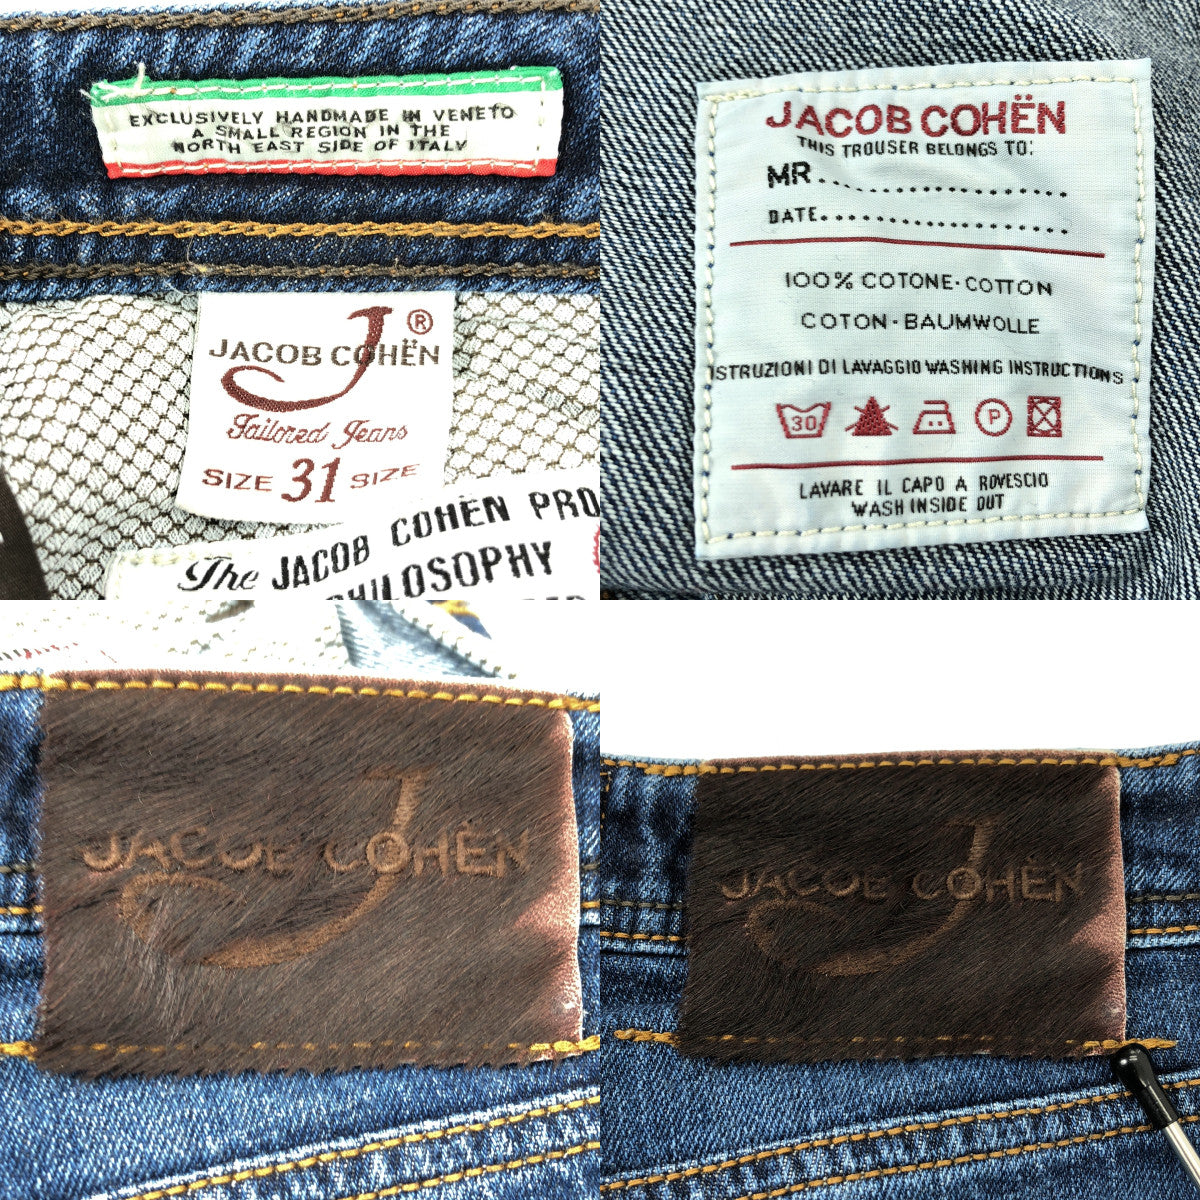 EXCLUSIVELY HANDMADE IN VENETO
A SMALL REGION IN THE
NORTH EAST SIDE OF ITALY
J ®
JACOB COHËN
Tailored Jeans
SIZE 31 SIZE
The JACOB COHËN PRO
PHILOSOPHY
JACOB COHËN
THIS TROUSER BELONGS TO:
MR....................
DATE....................
100% COTONE-COTTON
COTON-BAUMWOLLE
ISTRUZIONI DI LAVAGGIO WASHING INSTRUCTIONS
30 P
LAVARE IL CAPO A ROVESCIO
WASH INSIDE OUT
J
JACOB COHËN
J
JACOB COHËN